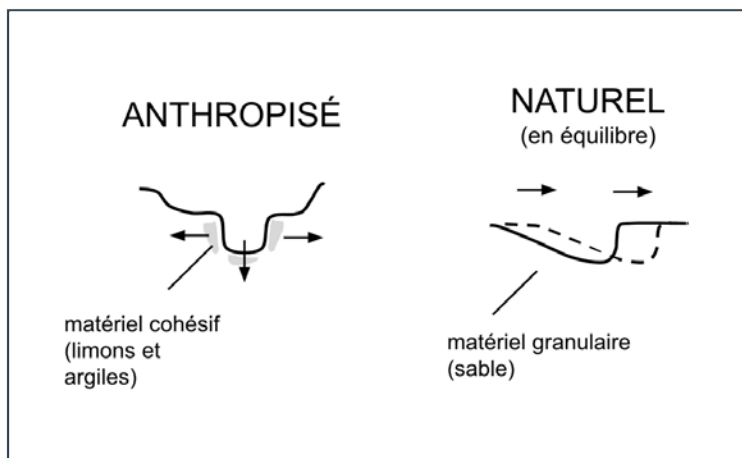 ANTHROPISÉ
matériel cohésif
(limons et
argiles)
NATUREL
(en équilibre)
matériel granulaire
(sable)